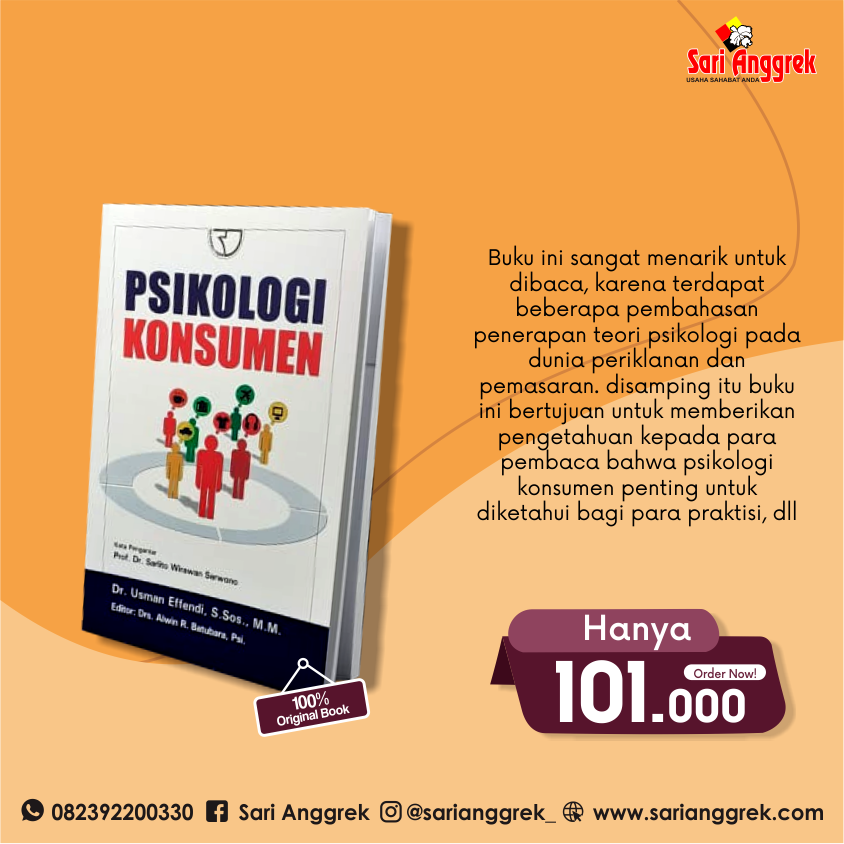 Sari Anggrek
USAHA SAHABAT ANDA
PSIKOLOGI
KONSUMEN
Kata Pengantar
Prof. Dr. Sarlito Wirawan Sarwono
Dr. Usman Effendi, S.Sos., M.M.
Editor: Drs. Alwin R. Batubara, Psi.
100%
Original Book
Buku ini sangat menarik untuk
dibaca, karena terdapat
beberapa pembahasan
penerapan teori psikologi pada
dunia periklanan dan
pemasaran. disamping itu buku
ini bertujuan untuk memberikan
pengetahuan kepada para
pembaca bahwa psikologi
konsumen penting untuk
diketahui bagi para praktisi, dll
Hanya
Order Now!
101.000
082392200330 Sari Anggrek @sarianggrek_ www.sarianggrek.com